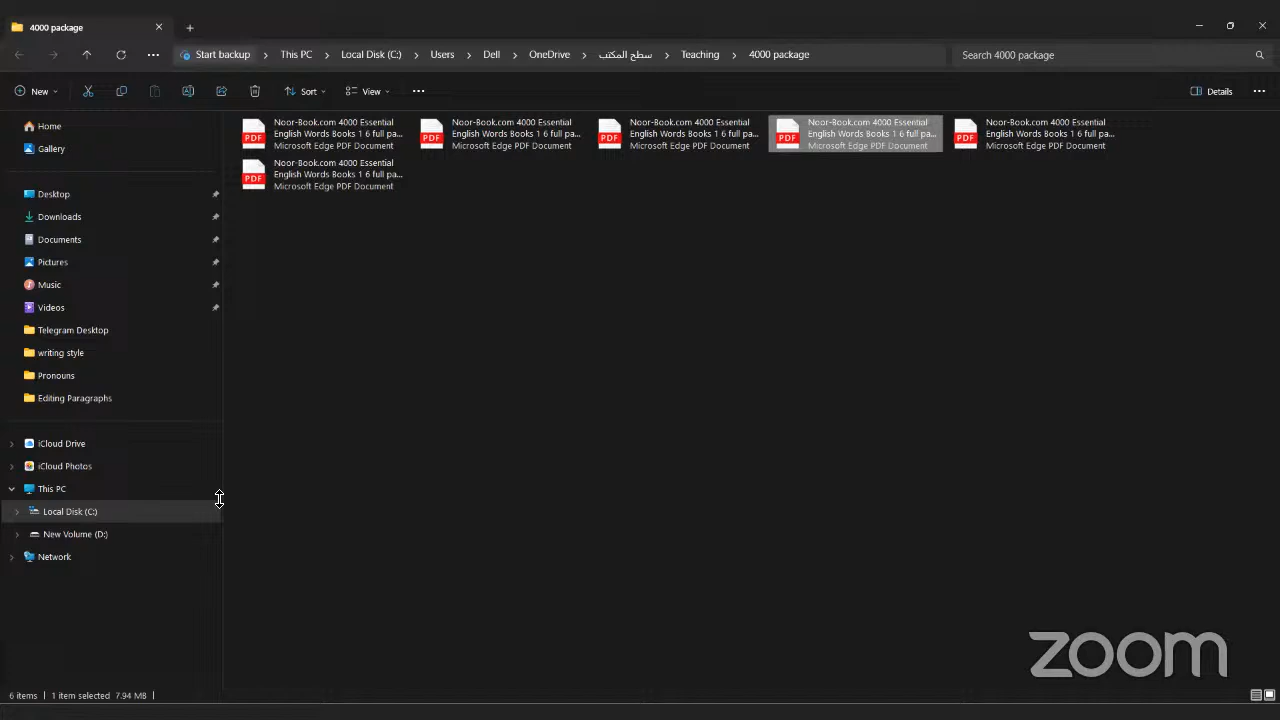 4000 package
Start backup > This PC > Local Disk (C:) > Users > Dell > OneDrive > سطح المكتب > Teaching > 4000 package
Search 4000 package
New
Sort
View
Details
Home
Gallery
Desktop
Downloads
Documents
Pictures
Music
Videos
Telegram Desktop
writing style
Pronouns
Editing Paragraphs
iCloud Drive
iCloud Photos
This PC
Local Disk (C:)
New Volume (D:)
Network
PDF
Noor-Book.com 4000 Essential
English Words Books 1 6 full pa...
Microsoft Edge PDF Document
PDF
Noor-Book.com 4000 Essential
English Words Books 1 6 full pa...
Microsoft Edge PDF Document
PDF
Noor-Book.com 4000 Essential
English Words Books 1 6 full pa...
Microsoft Edge PDF Document
PDF
Noor-Book.com 4000 Essential
English Words Books 1 6 full pa...
Microsoft Edge PDF Document
PDF
Noor-Book.com 4000 Essential
English Words Books 1 6 full pa...
Microsoft Edge PDF Document
PDF
Noor-Book.com 4000 Essential
English Words Books 1 6 full pa...
Microsoft Edge PDF Document
zoom
6 items | 1 item selected 7.94 MB |